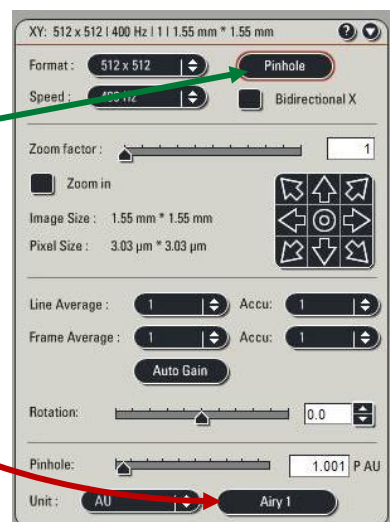 XY: 512 x 512 | 400 Hz | 1 | 1.55 mm * 1.55 mm
Format : 512 x 512 Pinhole
Speed : 400 Hz Bidirectional X
Zoom factor : 1
Zoom in
Image Size : 1.55 mm * 1.55 mm
Pixel Size : 3.03 µm * 3.03 µm
Line Average : 1 Accu: 1
Frame Average : 1 Accu: 1
Auto Gain
Rotation: 0.0
Pinhole: 1.001 P AU
Unit : AU Airy 1